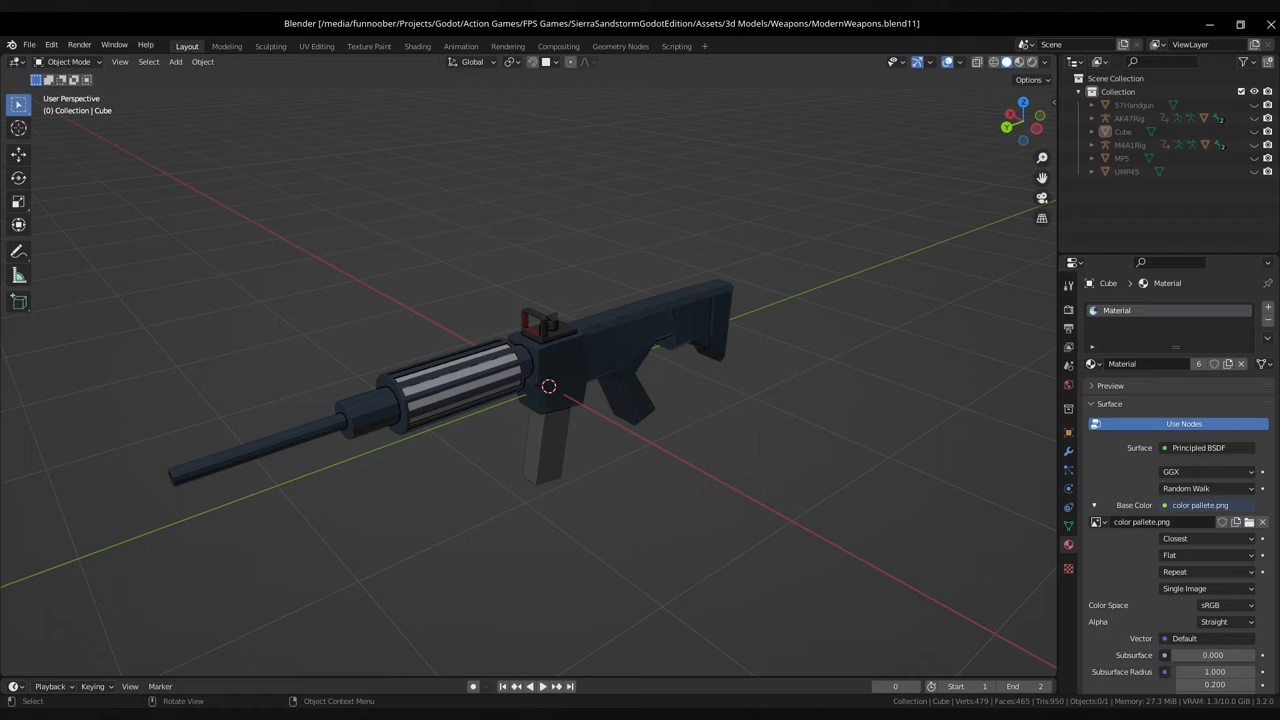 Blender [/media/funnoober/Projects/Godot/Action Games/FPS Games/SierraSandstormGodotEdition/Assets/3d Models/Weapons/ModernWeapons.blend11]
File Edit Render Window Help Layout Modeling Sculpting UV Editing Texture Paint Shading Animation Rendering Compositing Geometry Nodes Scripting + Scene ViewLayer
Object Mode View Select Add Object Global
Options
User Perspective
(0) Collection | Cube
Z
X
Y
Scene Collection
Collection
57Handgun
AK47Rig 2
Cube
M4A1Rig 2
MP5
UMP45
Cube > Material
Material
Material 6
Preview
Surface
Use Nodes
Surface Principled BSDF
GGX
Random Walk
Base Color color pallete.png
color pallete.png
Closest
Flat
Repeat
Single Image
Color Space sRGB
Alpha Straight
Vector Default
Subsurface 0.000
Subsurface Radius 1.000
0.200
Playback Keying View Marker 0 Start 1 End 2
Select Rotate View Object Context Menu Collection | Cube | Verts:479 | Faces:465 | Tris:950 | Objects:0/1 | Memory: 27.3 MiB | VRAM: 1.3/10.0 GiB | 3.2.0